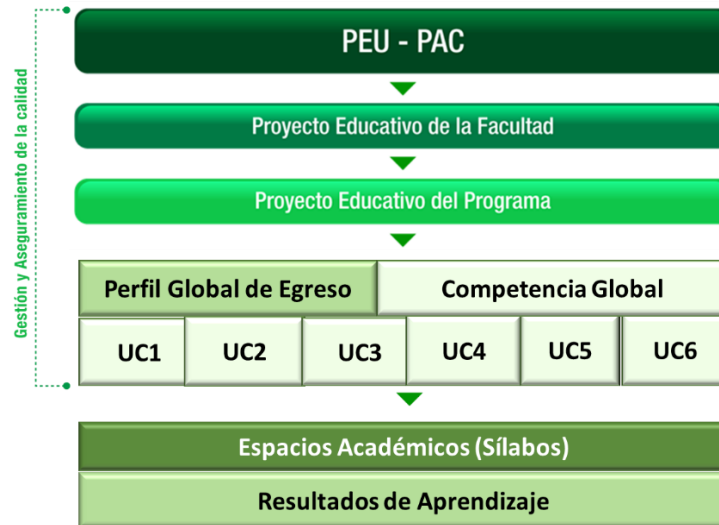 PEU - PAC
Gestión y Aseguramiento de la calidad
Proyecto Educativo de la Facultad
Proyecto Educativo del Programa
Perfil Global de Egreso
Competencia Global
UC1
UC2
UC3
UC4
UC5
UC6
Espacios Académicos (Sílabos)
Resultados de Aprendizaje